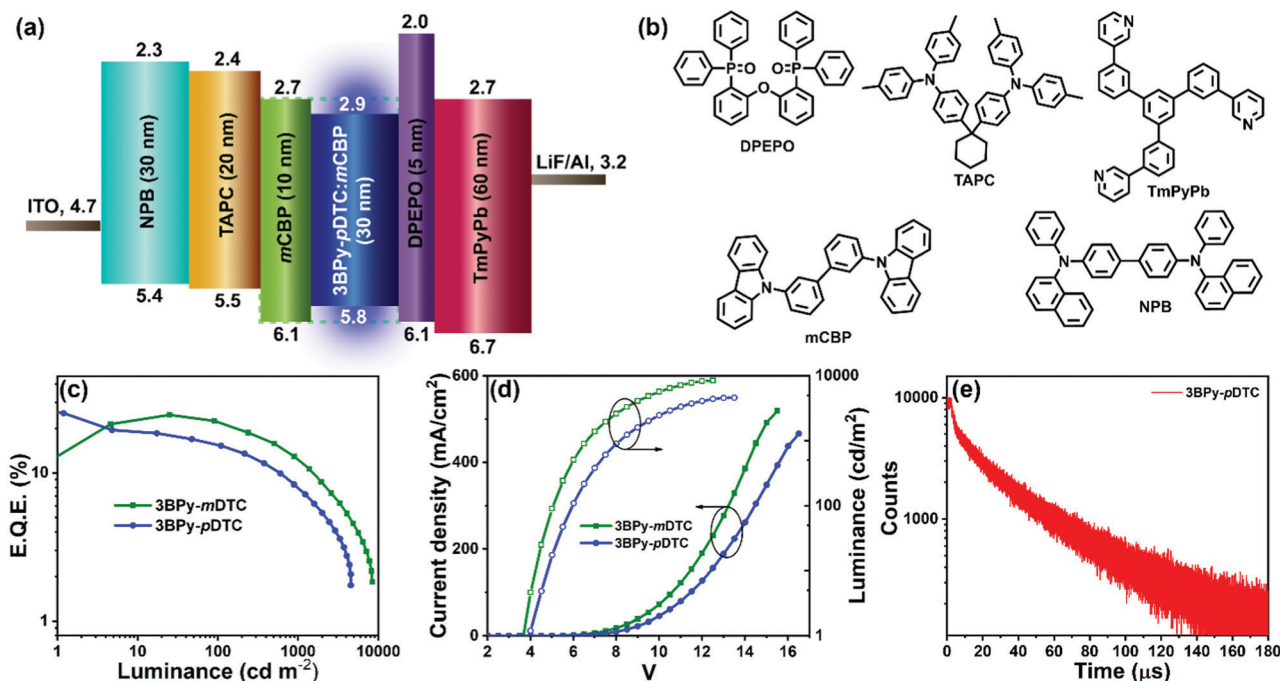 (a)
2.3
2.4
2.7
2.9
2.0
2.7
ITO, 4.7
NPB (30 nm)
TAPC (20 nm)
mCBP (10 nm)
3BPy-pDTC:mCBP
(30 nm)
DPEPO (5 nm)
TmPyPb (60 nm)
LiF/Al, 3.2
5.4
5.5
6.1
5.8
6.1
6.7
(b)
P=O
O=P
O
DPEPO
N
N
TAPC
N
N
N
TmPyPb
N
N
mCBP
N
N
NPB
(c)
E.Q.E. (%)
10
1
3BPy-mDTC
3BPy-pDTC
1
10
100
1000
10000
Luminance (cd m⁻²)
(d)
Current density (mA/cm²)
600
500
400
300
200
100
0
3BPy-mDTC
3BPy-pDTC
2
4
6
8
10
12
14
16
V
10000
100
1
Luminance (cd/m²)
(e)
3BPy-pDTC
Counts
10000
1000
0
20
40
60
80
100
120
140
160
180
Time (μs)